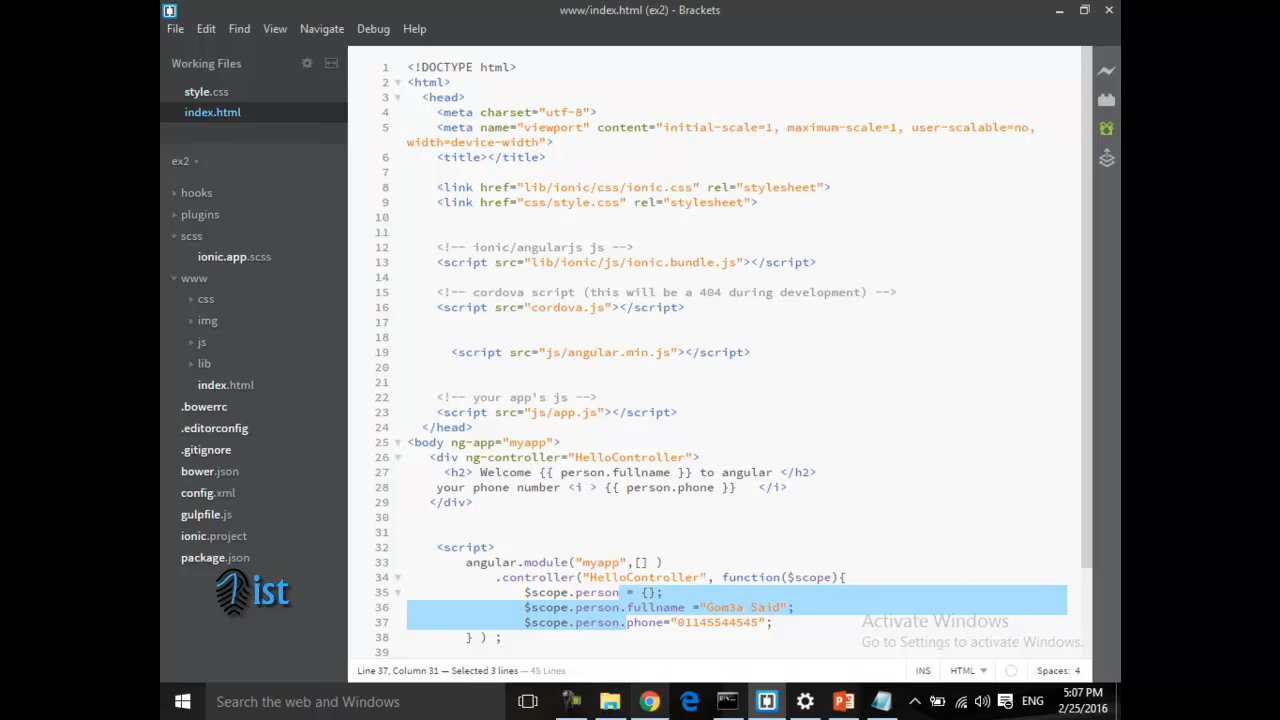 www/index.html (ex2) - Brackets
File Edit Find View Navigate Debug Help
Working Files
style.css
index.html
ex2
hooks
plugins
scss
ionic.app.scss
www
css
img
js
lib
index.html
.bowerrc
.editorconfig
.gitignore
bower.json
config.xml
gulpfile.js
ionic.project
package.json
ist
1 <!DOCTYPE html>
2 <html>
3 <head>
4 <meta charset="utf-8">
5 <meta name="viewport" content="initial-scale=1, maximum-scale=1, user-scalable=no,
width=device-width">
6 <title></title>
7
8 <link href="lib/ionic/css/ionic.css" rel="stylesheet">
9 <link href="css/style.css" rel="stylesheet">
10
11
12 <!-- ionic/angularjs js -->
13 <script src="lib/ionic/js/ionic.bundle.js"></script>
14
15 <!-- cordova script (this will be a 404 during development) -->
16 <script src="cordova.js"></script>
17
18
19 <script src="js/angular.min.js"></script>
20
21
22 <!-- your app's js -->
23 <script src="js/app.js"></script>
24 </head>
25 <body ng-app="myapp">
26 <div ng-controller="HelloController">
27 <h2> Welcome {{ person.fullname }} to angular </h2>
28 your phone number <i > {{ person.phone }} </i>
29 </div>
30
31
32 <script>
33 angular.module("myapp",[] )
34 .controller("HelloController", function($scope){
35 $scope.person = {};
36 $scope.person.fullname ="Gom3a Said";
37 $scope.person.phone="01145544545";
38 } ) ;
39
Activate Windows
Go to Settings to activate Windows.
Line 37, Column 31 — Selected 3 lines — 45 Lines
INS HTML Spaces: 4
Search the web and Windows
ENG
5:07 PM
2/25/2016